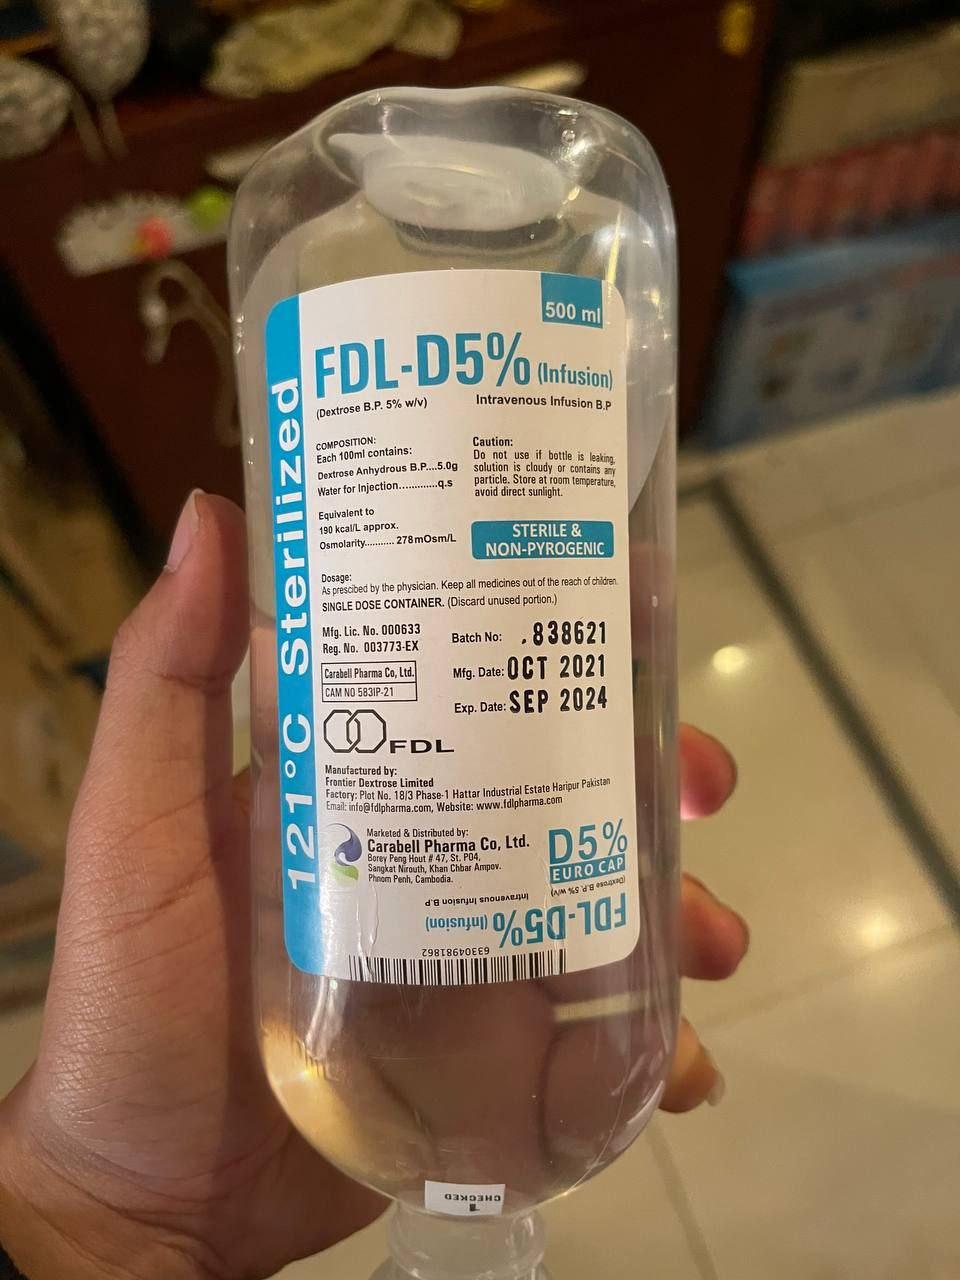 500 ml
FDL-D5% (Infusion)
(Dextrose B.P. 5% w/v)
Intravenous Infusion B.P
COMPOSITION:
Each 100ml contains:
Dextrose Anhydrous B.P....5.0g
Water for Injection.............q.s
Equivalent to
190 kcal/L approx.
Osmolarity........... 278mOsm/L
Caution:
Do not use if bottle is leaking,
solution is cloudy or contains any
particle. Store at room temperature,
avoid direct sunlight.
STERILE &
NON-PYROGENIC
Dosage:
As prescibed by the physician. Keep all medicines out of the reach of children.
SINGLE DOSE CONTAINER. (Discard unused portion.)
Mfg. Lic. No. 000633
Reg. No. 003773-EX
Carabell Pharma Co, Ltd.
CAM NO 583IP-21
Batch No: .838621
Mfg. Date: OCT 2021
Exp. Date: SEP 2024
FDL
Manufactured by:
Frontier Dextrose Limited
Factory: Plot No. 18/3 Phase-1 Hattar Industrial Estate Haripur Pakistan
Email: info@fdlpharma.com, Website: www.fdlpharma.com
Marketed & Distributed by:
Carabell Pharma Co, Ltd.
Borey Peng Hout # 47, St. P04,
Sangkat Nirouth, Khan Chbar Ampov.
Phnom Penh, Cambodia.
D5%
EURO CAP
121°C Sterilized
FDL-D5% (Infusion)
(Dextrose B.P. 5% w/v)
Intravenous Infusion B.P
63304981862
1
CHECKED